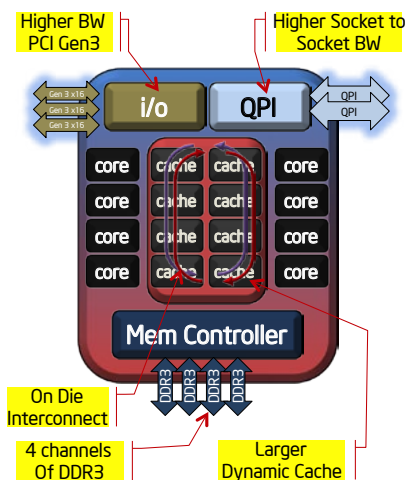 Higher BW
PCI Gen3
Higher Socket to
Socket BW
Gen 3 x16
Gen 3 x16
Gen 3 x16
i/o
QPI
QPI
QPI
core
cache
cache
core
core
cache
cache
core
core
cache
cache
core
core
cache
cache
core
Mem Controller
DDR3
DDR3
DDR3
DDR3
On Die
Interconnect
4 channels
Of DDR3
Larger
Dynamic Cache